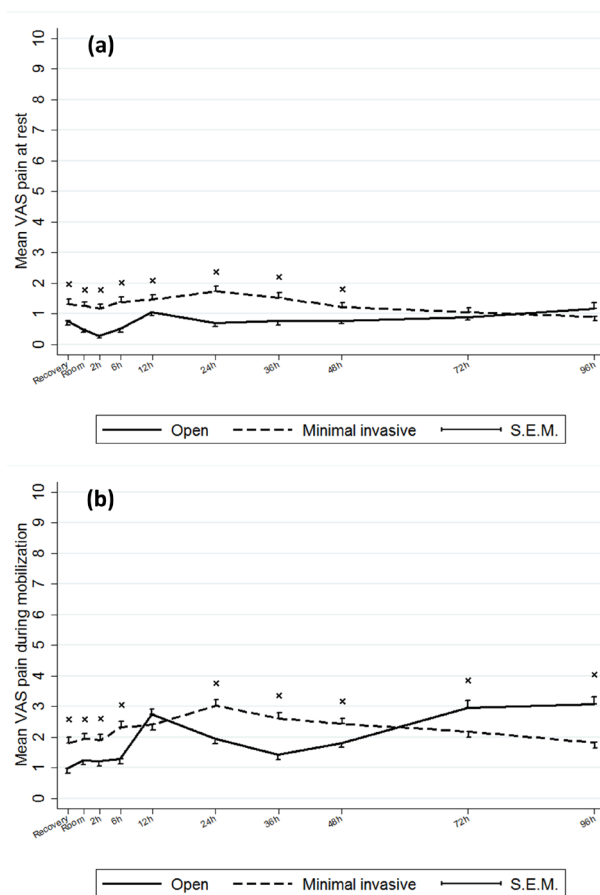 (a)
Mean VAS pain at rest
10
9
8
7
6
5
4
3
2
1
0
Recovery Room 2h 6h 12h 24h 36h 48h 72h 96h
Open Minimal invasive S.E.M.
(b)
Mean VAS pain during mobilization
10
9
8
7
6
5
4
3
2
1
0
Recovery Room 2h 6h 12h 24h 36h 48h 72h 96h
Open Minimal invasive S.E.M.